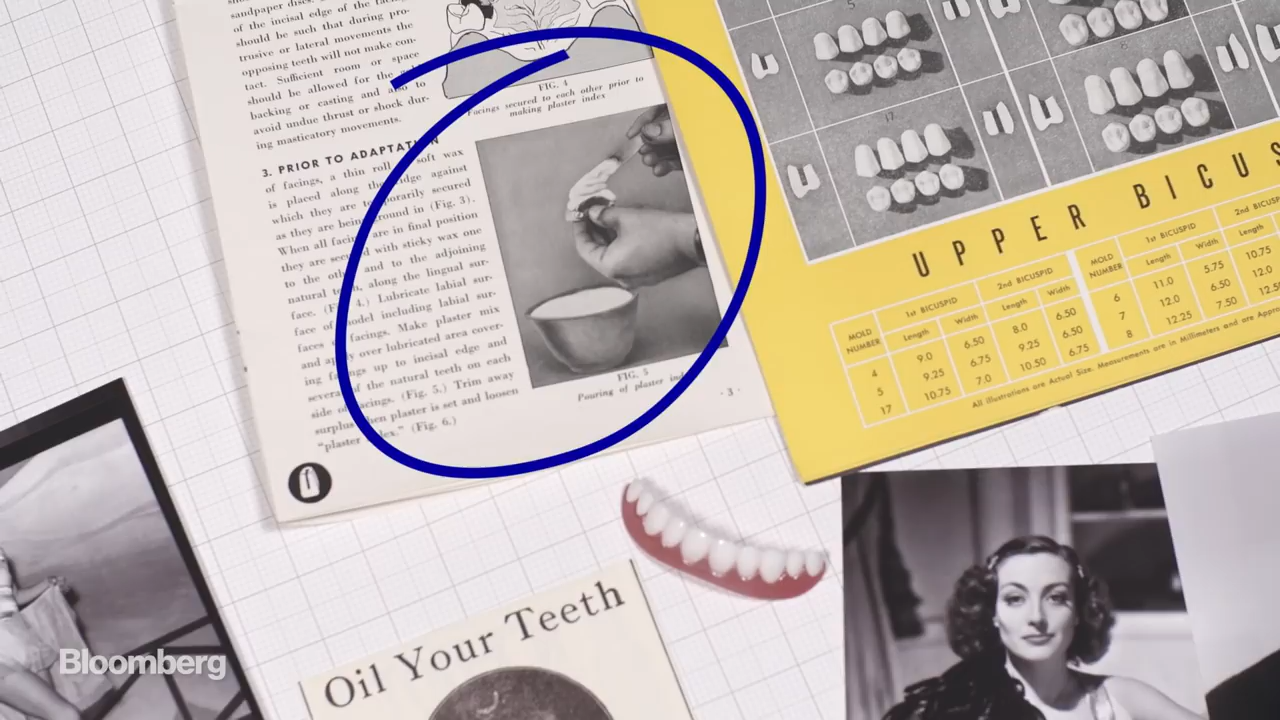 sandpaper discs.
of the incisal edge of the facing
should be such that during pro-
trusive or lateral movements the
opposing teeth will not make con-
tact. Sufficient room or space
should be allowed for the
backing or casting and also to
avoid undue thrust or shock dur-
ing masticatory movements.
3. PRIOR TO ADAPTATION
of facings, a thin roll of soft wax
is placed along the ridge against
which they are temporarily secured
as they are being ground in (Fig. 3).
When all facings are in final position
they are secured with sticky wax one
to the other and to the adjoining
natural teeth, along the lingual sur-
face. (Fig. 4.) Lubricate labial sur-
face of model including labial sur-
faces of facings. Make plaster mix
and apply over lubricated area cover-
ing facings up to incisal edge and
several of the natural teeth on each
side of facings. (Fig. 5.) Trim away
surplus when plaster is set and loosen
"plaster index." (Fig. 6.)
FIG. 4
Facings secured to each other prior to
making plaster index
FIG. 5
Pouring of plaster
· 3 ·
5
17
6
UPPER BICUS
MOLD NUMBER 1st BICUSPID 2nd BICUSPID
Length Width Length Width
4 9.0 6.50 8.0 6.50
5 9.25 6.75 9.25 6.50
17 10.75 7.0 10.50 6.75
MOLD NUMBER 1st BICUSPID 2nd BICUSPID
Length Width Length
6 11.0 5.75 10.75
7 12.0 6.50 12.0
8 12.25 7.50 12.50
All illustrations are Actual Size. Measurements are in Millimeters and are
Oil Your Teeth
Bloomberg